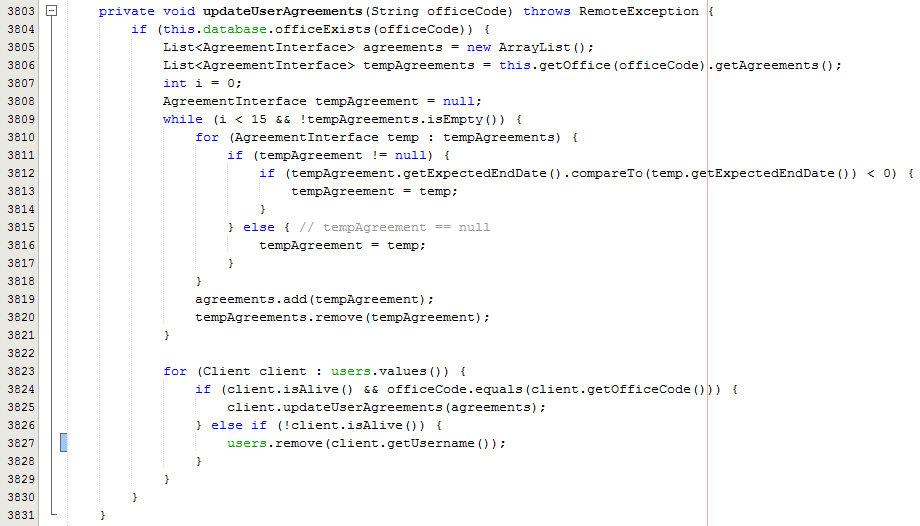 3803 private void updateUserAgreements(String officeCode) throws RemoteException {
3804 if (this.database.officeExists(officeCode)) {
3805 List<AgreementInterface> agreements = new ArrayList();
3806 List<AgreementInterface> tempAgreements = this.getOffice(officeCode).getAgreements();
3807 int i = 0;
3808 AgreementInterface tempAgreement = null;
3809 while (i < 15 && !tempAgreements.isEmpty()) {
3810 for (AgreementInterface temp : tempAgreements) {
3811 if (tempAgreement != null) {
3812 if (tempAgreement.getExpectedEndDate().compareTo(temp.getExpectedEndDate()) < 0) {
3813 tempAgreement = temp;
3814 }
3815 } else { // tempAgreement == null
3816 tempAgreement = temp;
3817 }
3818 }
3819 agreements.add(tempAgreement);
3820 tempAgreements.remove(tempAgreement);
3821 }
3822
3823 for (Client client : users.values()) {
3824 if (client.isAlive() && officeCode.equals(client.getOfficeCode())) {
3825 client.updateUserAgreements(agreements);
3826 } else if (!client.isAlive()) {
3827 users.remove(client.getUsername());
3828 }
3829 }
3830 }
3831 }